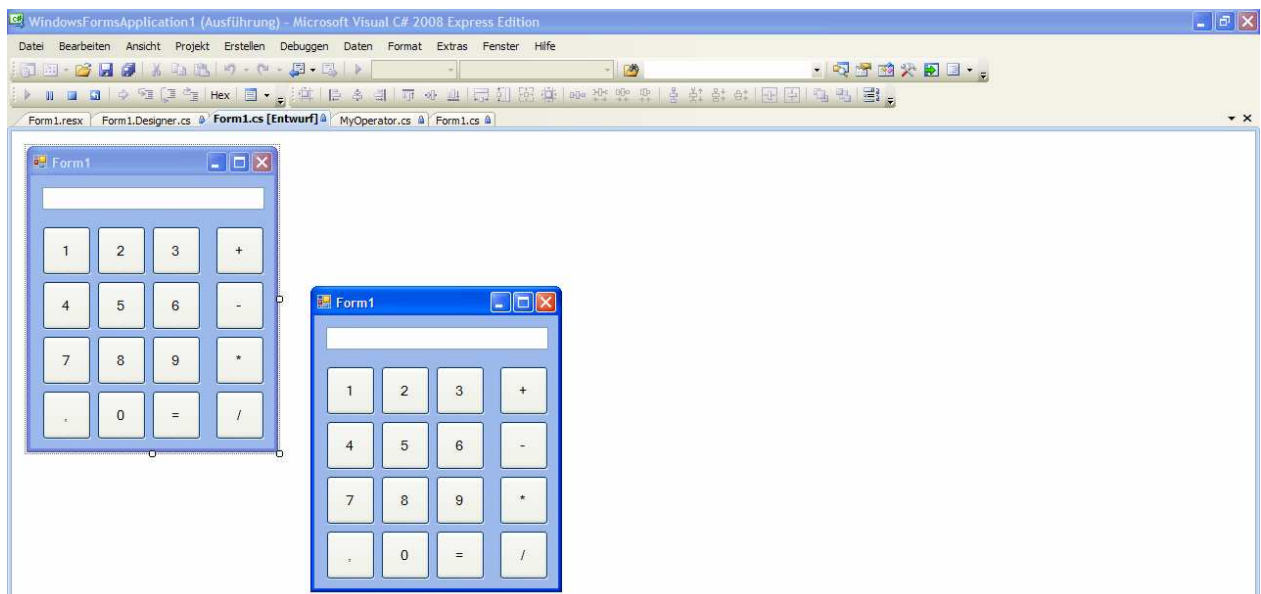 WindowsFormsApplication1 (Ausführung) - Microsoft Visual C# 2008 Express Edition
Datei Bearbeiten Ansicht Projekt Erstellen Debuggen Daten Format Extras Fenster Hilfe
Hex
Form1.resx Form1.Designer.cs Form1.cs [Entwurf] MyOperator.cs Form1.cs
Form1
1 2 3 +
4 5 6 -
7 8 9 *
, 0 = /
Form1
1 2 3 +
4 5 6 -
7 8 9 *
, 0 = /